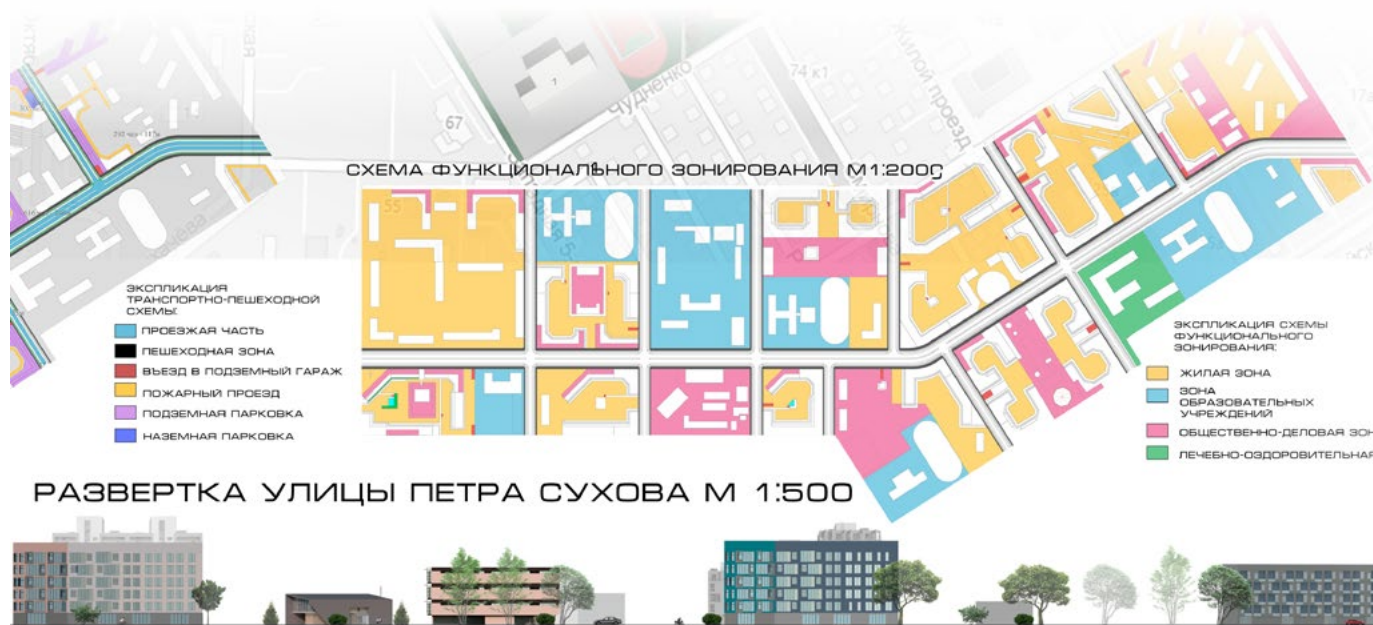 74 к1
Чудненко
Жилой проезд
67
17а
СХЕМА ФУНКЦИОНАЛЬНОГО ЗОНИРОВАНИЯ М 1:2000
55
ЭКСПЛИКАЦИЯ
ТРАНСПОРТНО-ПЕШЕХОДНОЙ
СХЕМЫ:
ПРОЕЗЖАЯ ЧАСТЬ
ПЕШЕХОДНАЯ ЗОНА
ВЪЕЗД В ПОДЗЕМНЫЙ ГАРАЖ
ПОЖАРНЫЙ ПРОЕЗД
ПОДЗЕМНАЯ ПАРКОВКА
НАЗЕМНАЯ ПАРКОВКА
ЭКСПЛИКАЦИЯ СХЕМЫ
ФУНКЦИОНАЛЬНОГО
ЗОНИРОВАНИЯ:
ЖИЛАЯ ЗОНА
ЗОНА
ОБРАЗОВАТЕЛЬНЫХ
УЧРЕЖДЕНИЙ
ОБЩЕСТВЕННО-ДЕЛОВАЯ ЗОН
ЛЕЧЕБНО-ОЗДОРОВИТЕЛЬНАЯ
РАЗВЕРТКА УЛИЦЫ ПЕТРА СУХОВА М 1:500